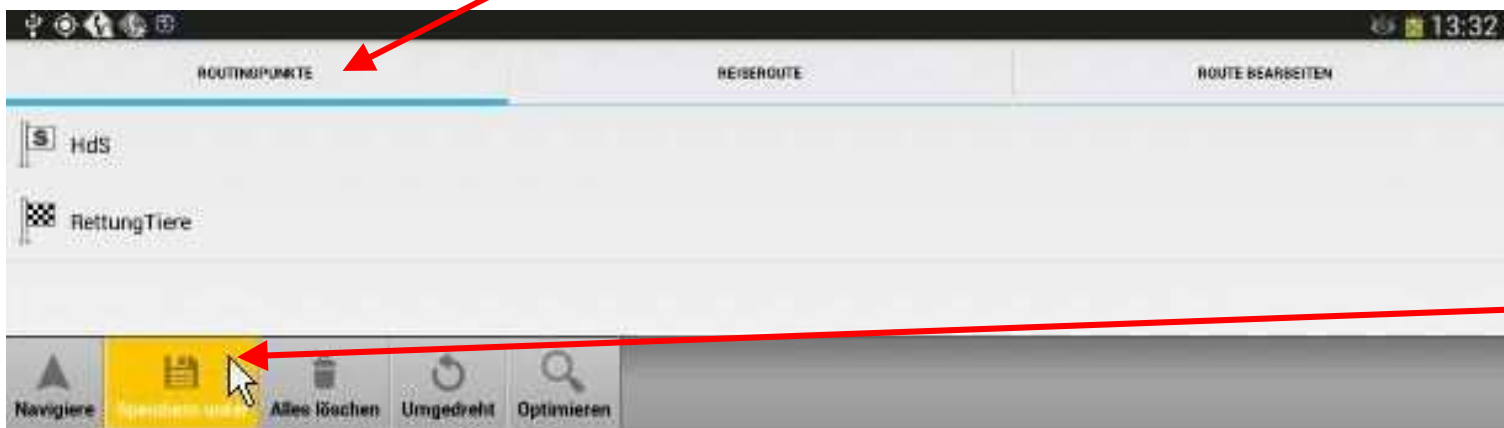 13:32
ROUTINGPUNKTE REISEROUTE ROUTE BEARBEITEN
S HdS
RettungTiere
Navigiere Speichern unter Alles löschen Umgedreht Optimieren